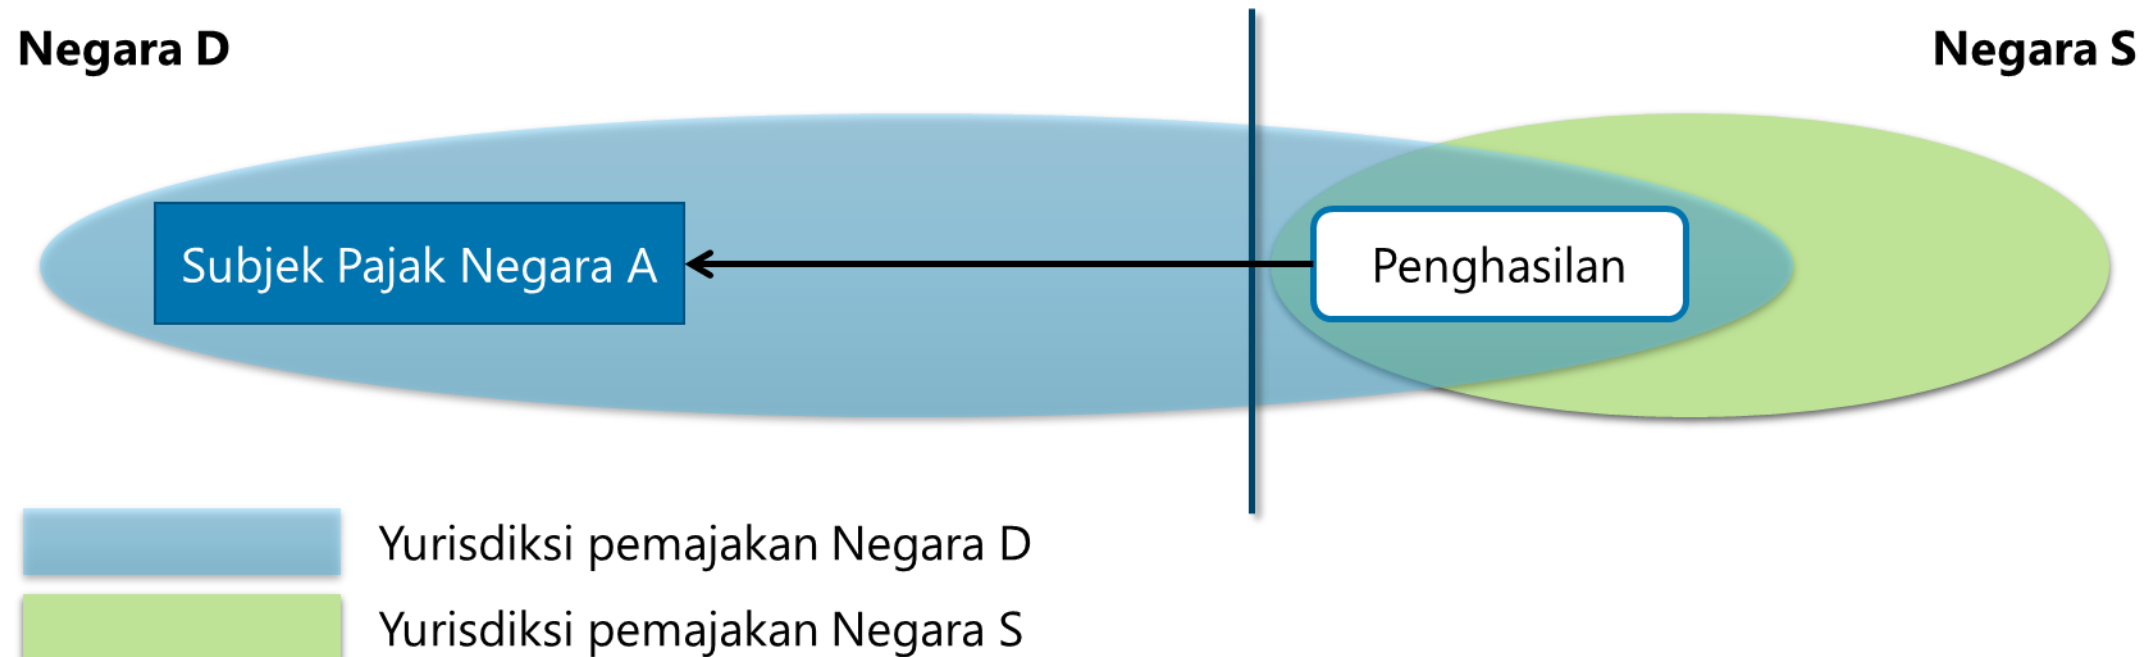 Negara D
Negara S
Subjek Pajak Negara A
Penghasilan
Yurisdiksi pemajakan Negara D
Yurisdiksi pemajakan Negara S